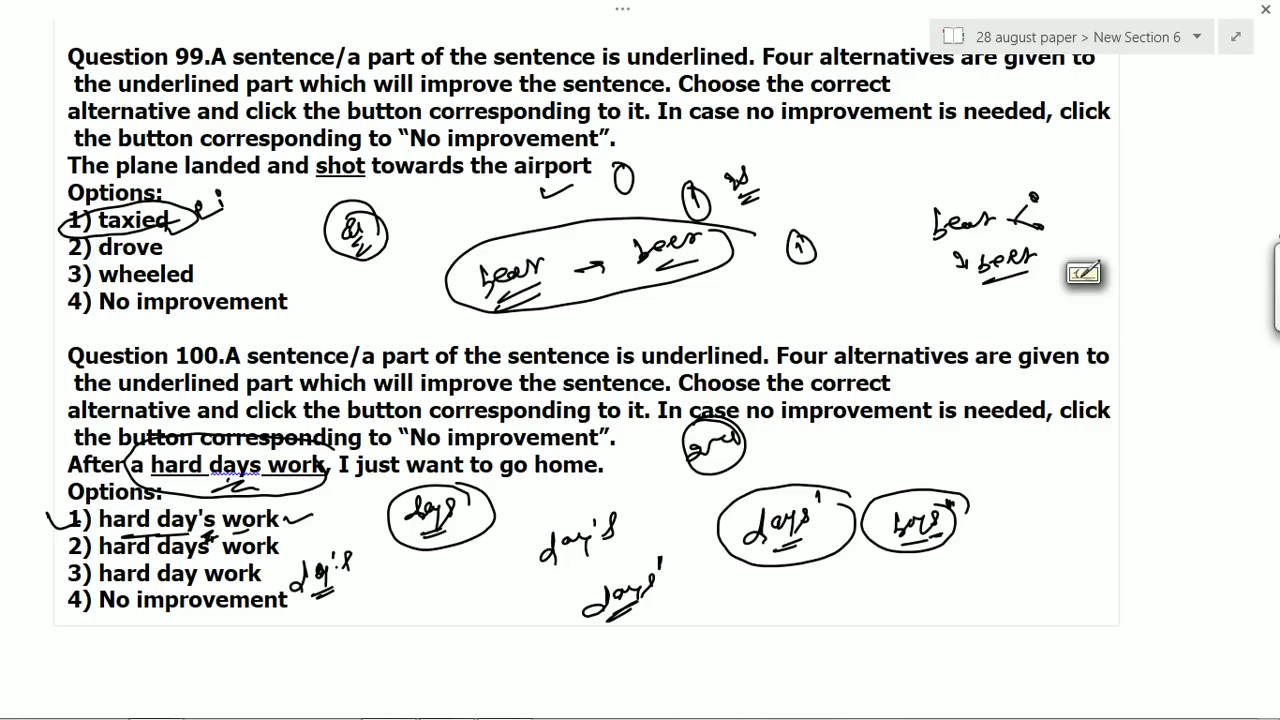 28 august paper > New Section 6
Question 99.A sentence/a part of the sentence is underlined. Four alternatives are given to
the underlined part which will improve the sentence. Choose the correct
alternative and click the button corresponding to it. In case no improvement is needed, click
the button corresponding to “No improvement”.
The plane landed and shot towards the airport
Options:
1) taxied
2) drove
3) wheeled
4) No improvement
Question 100.A sentence/a part of the sentence is underlined. Four alternatives are given to
the underlined part which will improve the sentence. Choose the correct
alternative and click the button corresponding to it. In case no improvement is needed, click
the button corresponding to “No improvement”.
After a hard days work, I just want to go home.
Options:
1) hard day's work
2) hard days' work
3) hard day work
4) No improvement
days'
day's
days'
days'
day's